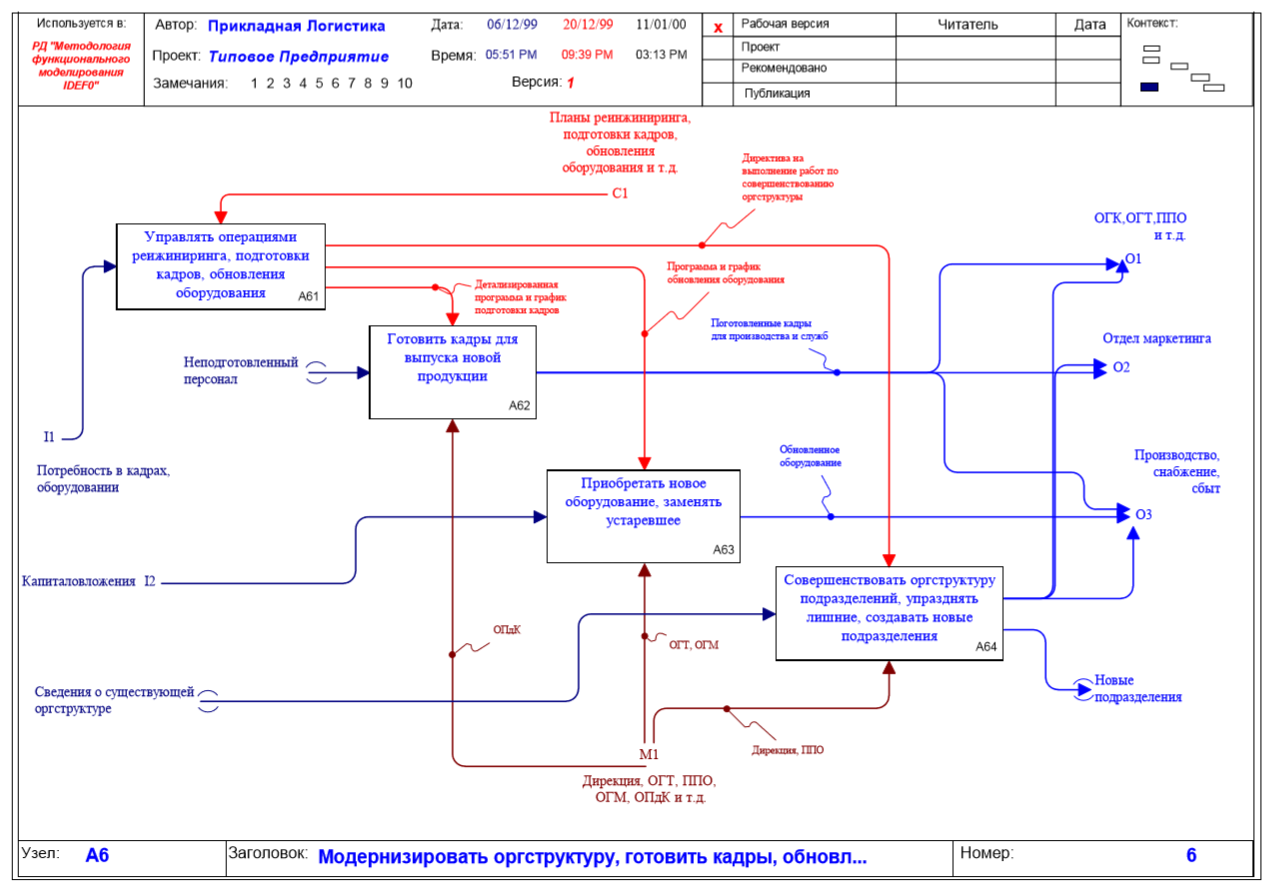 Используется в:
РД "Методология
функционального
моделирования
IDEF0"
Автор: Прикладная Логистика
Проект: Типовое Предприятие
Замечания: 1 2 3 4 5 6 7 8 9 10
Дата: 06/12/99 20/12/99 11/01/00
Время: 05:51 PM 09:39 PM 03:13 PM
Версия: 1
x
Рабочая версия
Проект
Рекомендовано
Публикация
Читатель
Дата
Контекст:
Планы реинжиниринга,
подготовки кадров,
обновления
оборудования и т.д.
C1
Директива на
выполнение работ по
совершенствованию
оргструктуры
Управлять операциями
реижиниринга, подготовки
кадров, обновления
оборудования
A61
ОГК,ОГТ,ППО
и т.д.
O1
Программа и график
обновления оборудования
Детализированная
программа и график
подготовки кадров
Поготовленные кадры
для производства и служб
Готовить кадры для
выпуска новой
продукции
A62
Неподготовленный
персонал
Отдел маркетинга
O2
I1
Потребность в кадрах,
оборудовании
Обновленное
оборудование
Производство,
снабжение,
сбыт
O3
Приобретать новое
оборудование, заменять
устаревшее
A63
Капиталовложения I2
Совершенствовать оргструктуру
подразделений, упразднять
лишние, создавать новые
подразделения
A64
ОПдК
ОГТ, ОГМ
Сведения о существующей
оргструктуре
Новые
подразделения
M1
Дирекция, ППО
Дирекция, ОГТ, ППО,
ОГМ, ОПдК и т.д.
Узел: A6
Заголовок: Модернизировать оргструктуру, готовить кадры, обновл...
Номер: 6